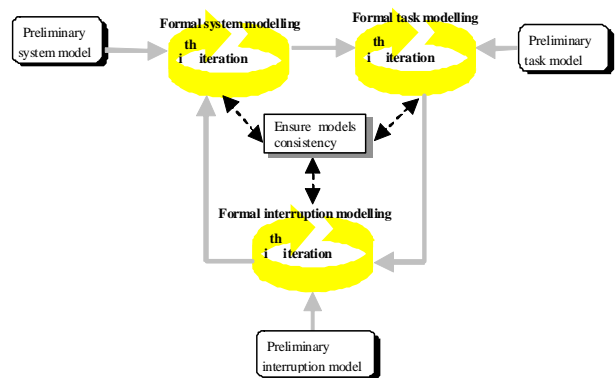 Preliminary
system model
Formal system modelling
i th iteration
Formal task modelling
i th iteration
Preliminary
task model
Ensure models
consistency
Formal interruption modelling
i th iteration
Preliminary
interruption model